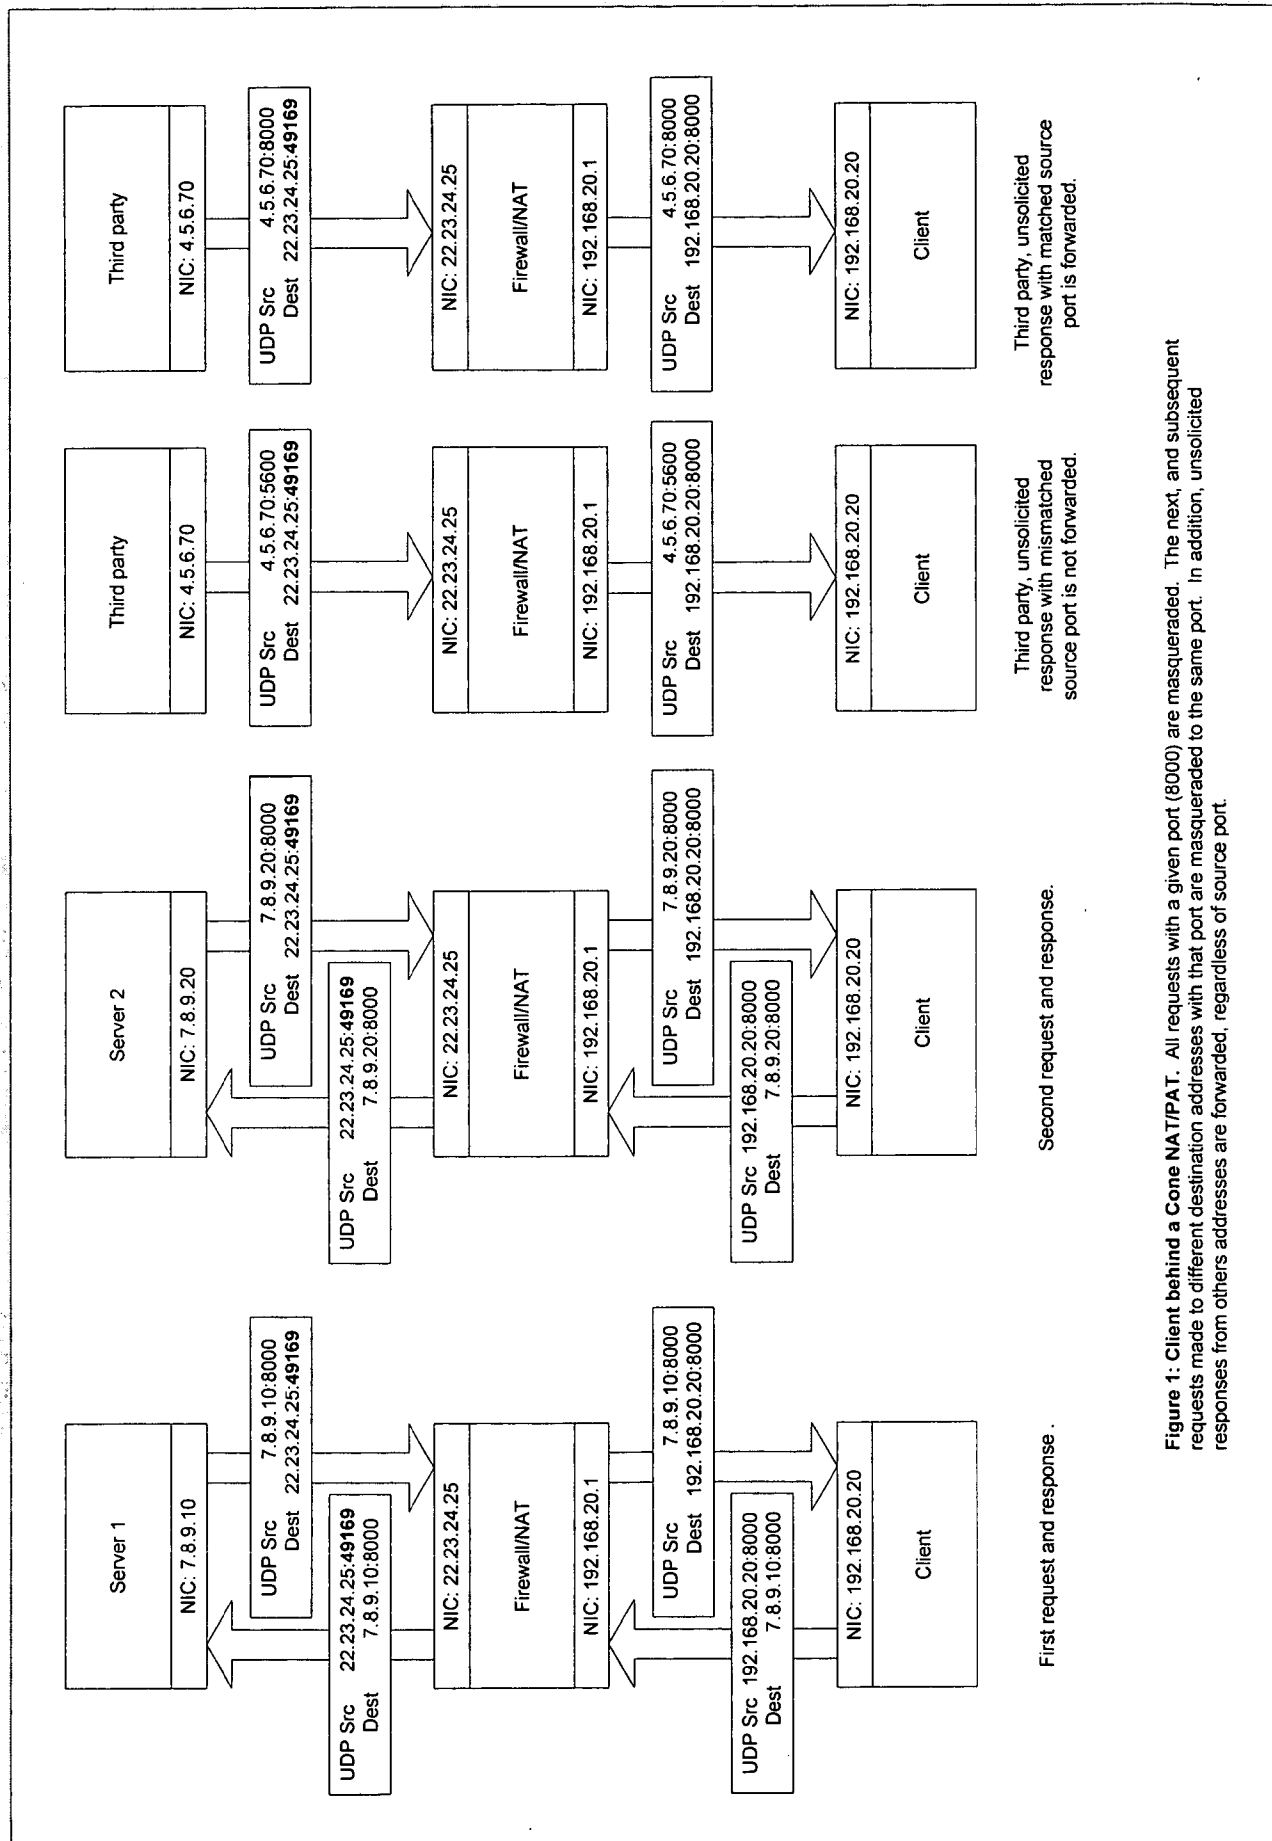 Server 1
NIC: 7.8.9.10
UDP Src 7.8.9.10:8000
Dest 22.23.24.25:49169
UDP Src 22.23.24.25:49169
Dest 7.8.9.10:8000
NIC: 22.23.24.25
Firewall/NAT
NIC: 192.168.20.1
UDP Src 7.8.9.10:8000
Dest 192.168.20.20:8000
UDP Src 192.168.20.20:8000
Dest 7.8.9.10:8000
NIC: 192.168.20.20
Client
First request and response .
Server 2
NIC: 7.8.9.20
UDP Src 7.8.9.20:8000
Dest 22.23.24.25:49169
UDP Src 22.23.24.25:49169
Dest 7.8.9.20:8000
NIC: 22.23.24.25
Firewall/NAT
NIC: 192.168.20.1
UDP Src 7.8.9.20:8000
Dest 192.168.20.20:8000
UDP Src 192.168.20.20:8000
Dest 7.8.9.20:8000
NIC: 192.168.20.20
Client
Second request and response.
Third party
NIC: 4.5.6.70
UDP Src 4.5.6.70:5600
Dest 22.23.24.25:49169
NIC: 22.23.24.25
Firewall/NAT
NIC: 192.168.20.1
UDP Src 4.5.6.70:5600
Dest 192.168.20.20:8000
NIC: 192.168.20.20
Client
Third party, unsolicited
response with mismatched
source port is not forwarded.
Third party
NIC: 4.5.6.70
UDP Src 4.5.6.70:8000
Dest 22.23.24.25:49169
NIC: 22.23.24.25
Firewall/NAT
NIC: 192.168.20.1
UDP Src 4.5.6.70:8000
Dest 192.168.20.20:8000
NIC: 192.168.20.20
Client
Third party, unsolicited
response with matched source
port is forwarded.
Figure 1: Client behind a Cone NAT/PAT. All requests with a given port (8000) are masqueraded. The next, and subsequent
requests made to different destination addresses with that port are masqueraded to the same port. In addition, unsolicited
responses from others addresses are forwarded, regardless of source port.